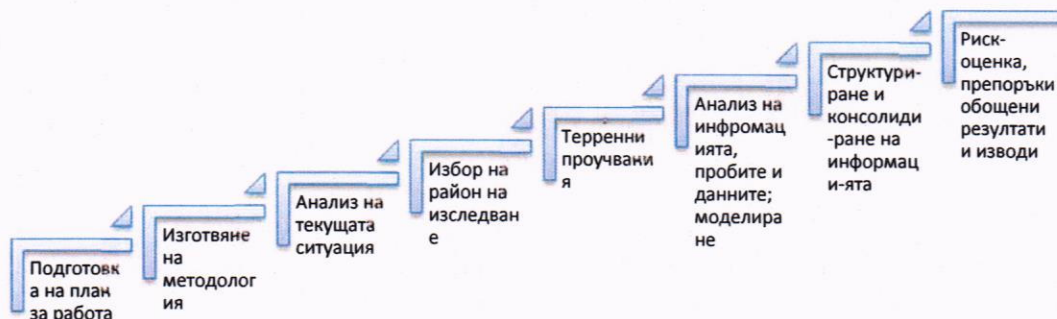 Подготовк
а на план
за работа
Изготвяне
на
методолог
ия
Анализ на
текущата
ситуация
Избор на
район на
изследван
е
Терренни
проучвани
я
Анализ на
инфромац
ията,
пробите и
данните;
моделира
не
Структури-
ране и
консолиди
-ране на
информац
и-ята
Риск-
оценка,
препоръки
обощени
резултати
и изводи